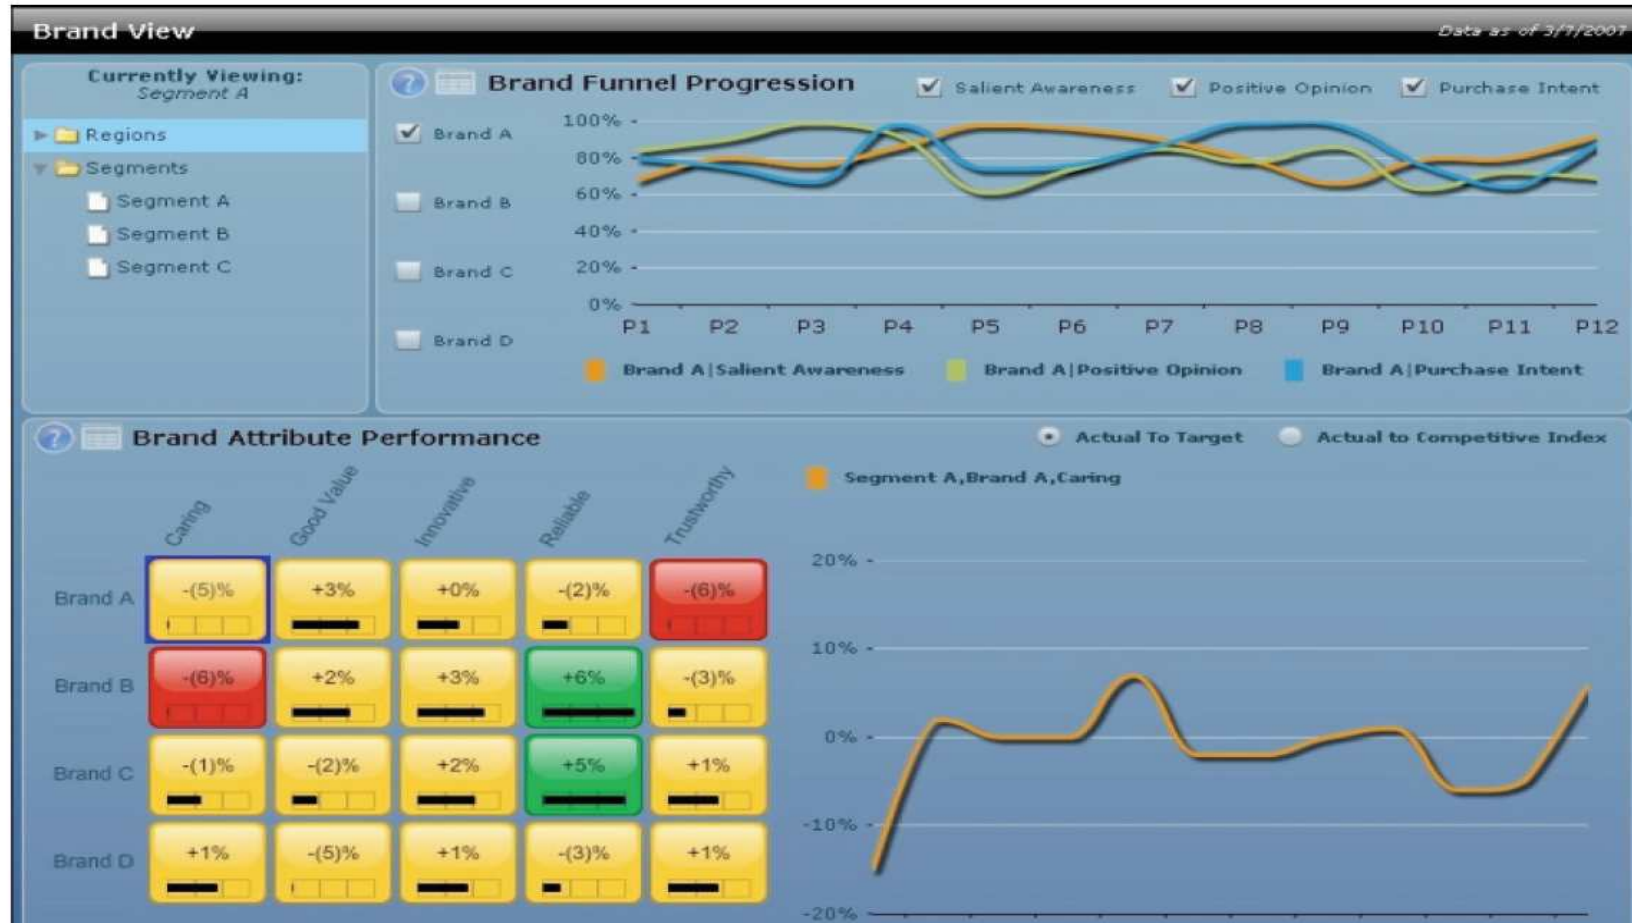 Brand View
Data as of 3/7/2007
Currently Viewing:
Segment A
Regions
Segments
Segment A
Segment B
Segment C
Brand Funnel Progression
Salient Awareness
Positive Opinion
Purchase Intent
Brand A
Brand B
Brand C
Brand D
100%
80%
60%
40%
20%
0%
P1 P2 P3 P4 P5 P6 P7 P8 P9 P10 P11 P12
Brand A|Salient Awareness
Brand A|Positive Opinion
Brand A|Purchase Intent
Brand Attribute Performance
Actual To Target
Actual to Competitive Index
Caring
Good Value
Innovative
Reliable
Trustworthy
Brand A -(5)% +3% +0% -(2)% -(6)%
Brand B -(6)% +2% +3% +6% -(3)%
Brand C -(1)% -(2)% +2% +5% +1%
Brand D +1% -(5)% +1% -(3)% +1%
Segment A,Brand A,Caring
20%
10%
0%
-10%
-20%